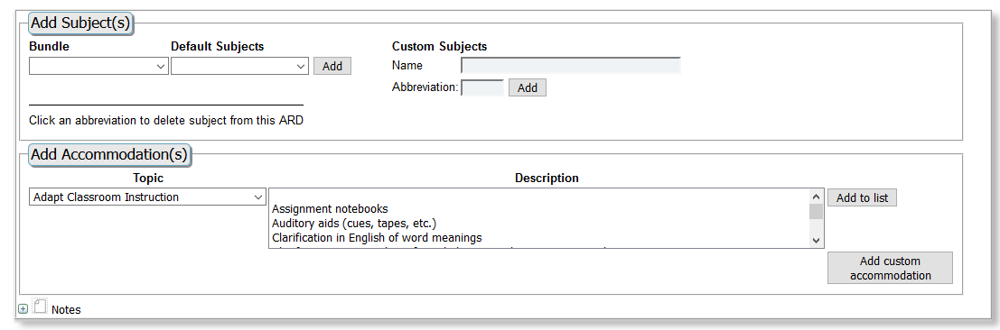 Add Subject(s)
Bundle Default Subjects Custom Subjects
Add Name
Abbreviation: Add
Click an abbreviation to delete subject from this ARD
Add Accommodation(s)
Topic Description
Adapt Classroom Instruction Add to list
Assignment notebooks
Auditory aids (cues, tapes, etc.)
Clarification in English of word meanings
Add custom
accommodation
Notes